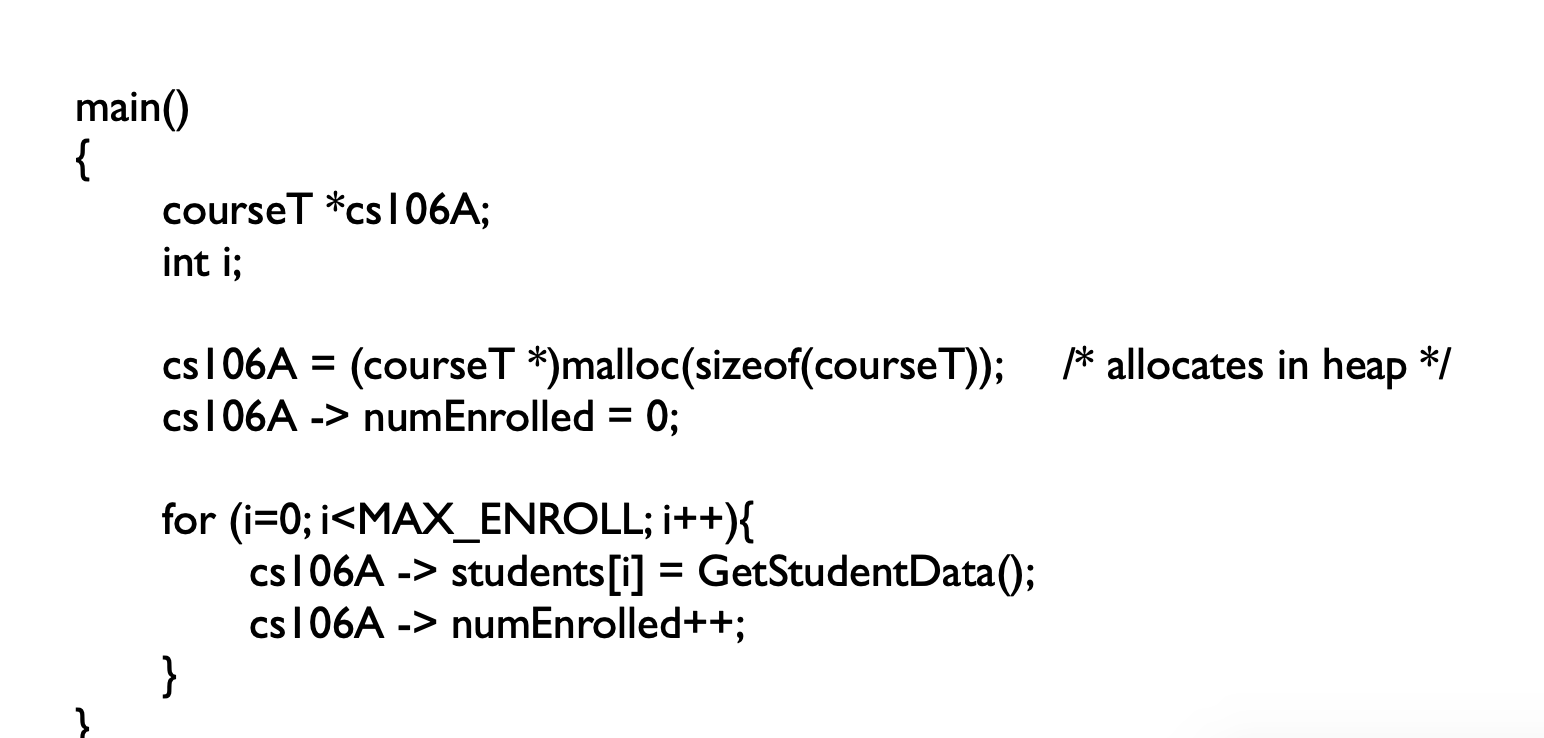 main()
{
courseT *cs106A;
int i;
cs106A = (courseT *)malloc(sizeof(courseT)); /* allocates in heap */
cs106A -> numEnrolled = 0;
for (i=0; i<MAX_ENROLL; i++){
cs106A -> students[i] = GetStudentData();
cs106A -> numEnrolled++;
}
}